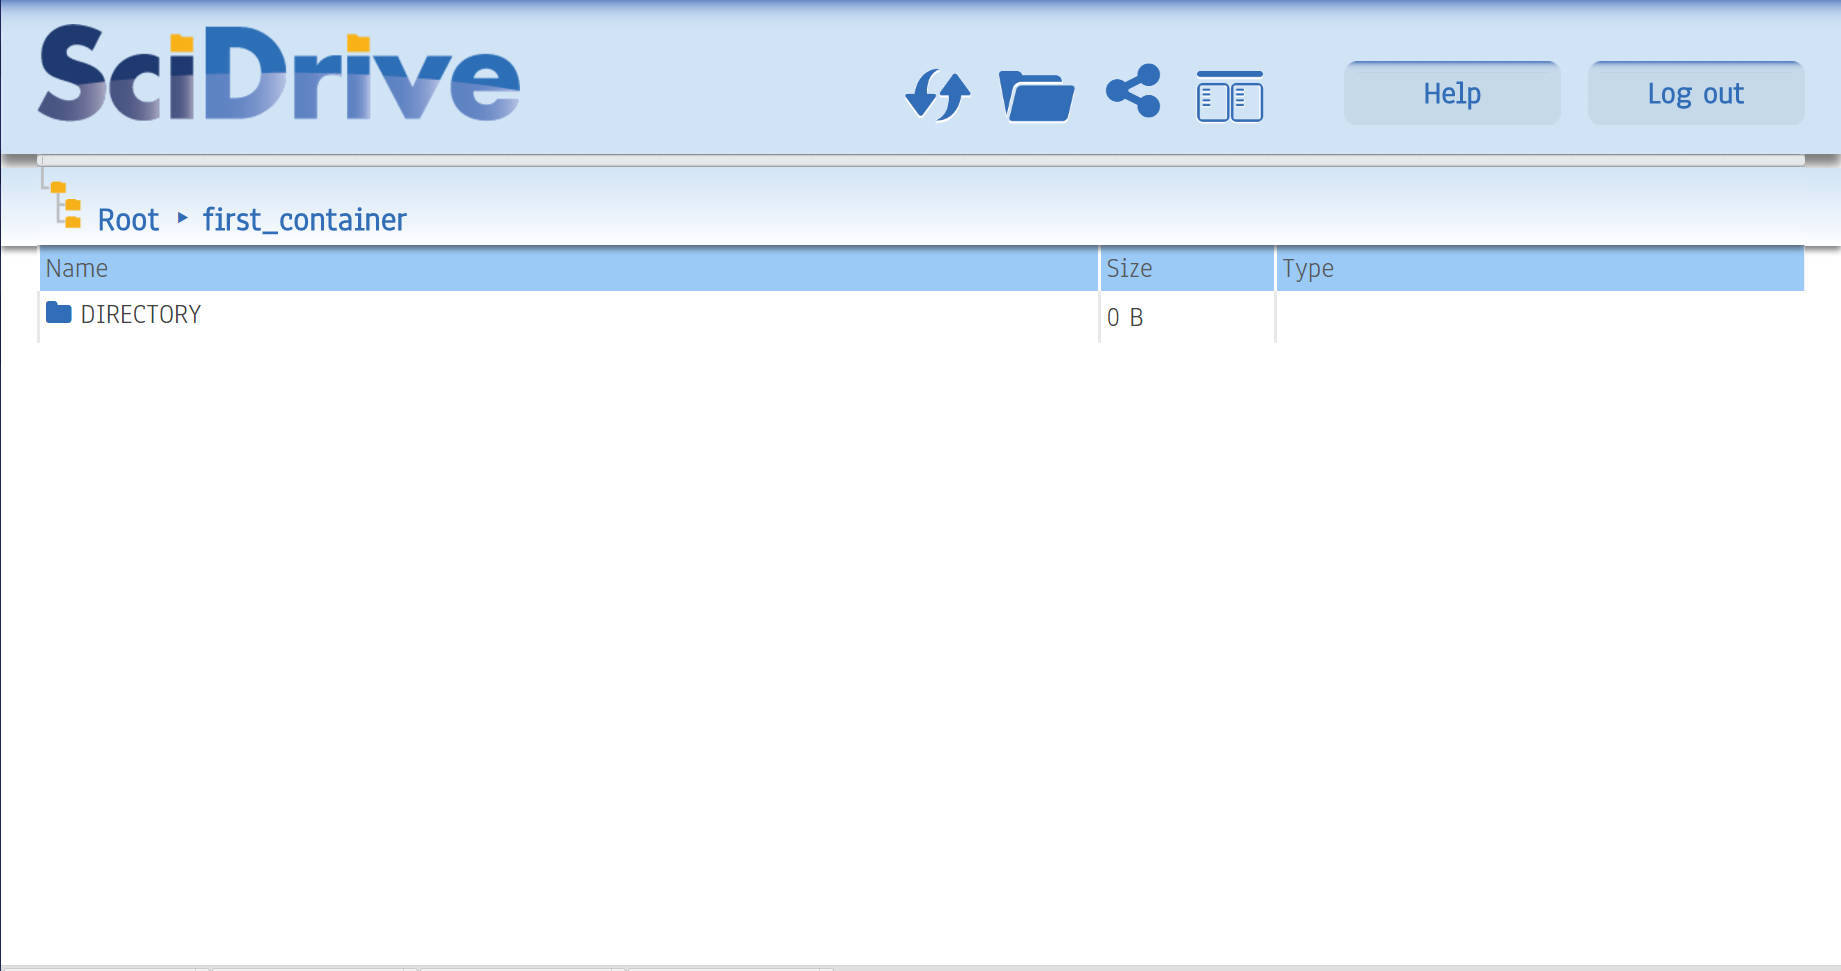 SciDrive
Help
Log out
Root ‣ first_container
Name Size Type
DIRECTORY 0 B